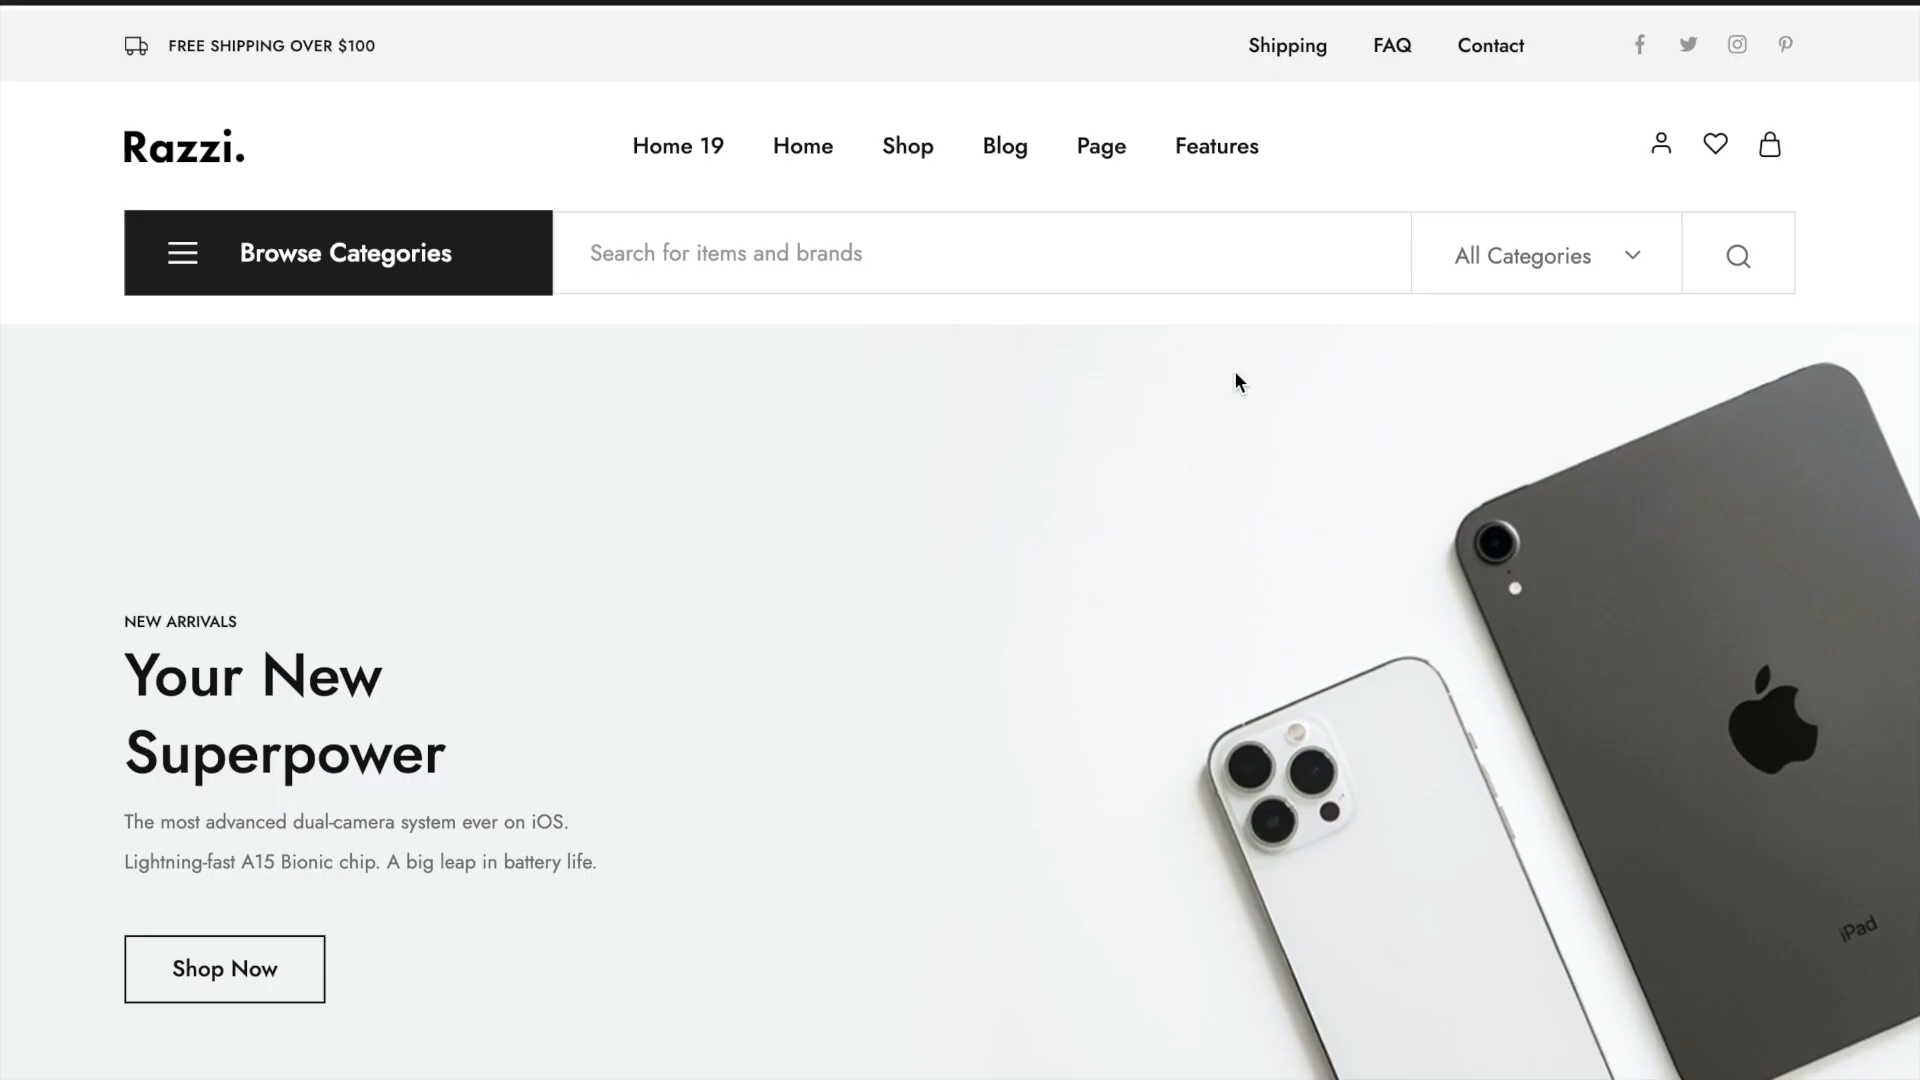 FREE SHIPPING OVER $100
Shipping FAQ Contact
Razzi.
Home 19 Home Shop Blog Page Features
Browse Categories
Search for items and brands
All Categories
NEW ARRIVALS
Your New
Superpower
The most advanced dual-camera system ever on iOS.
Lightning-fast A15 Bionic chip. A big leap in battery life.
Shop Now
iPad